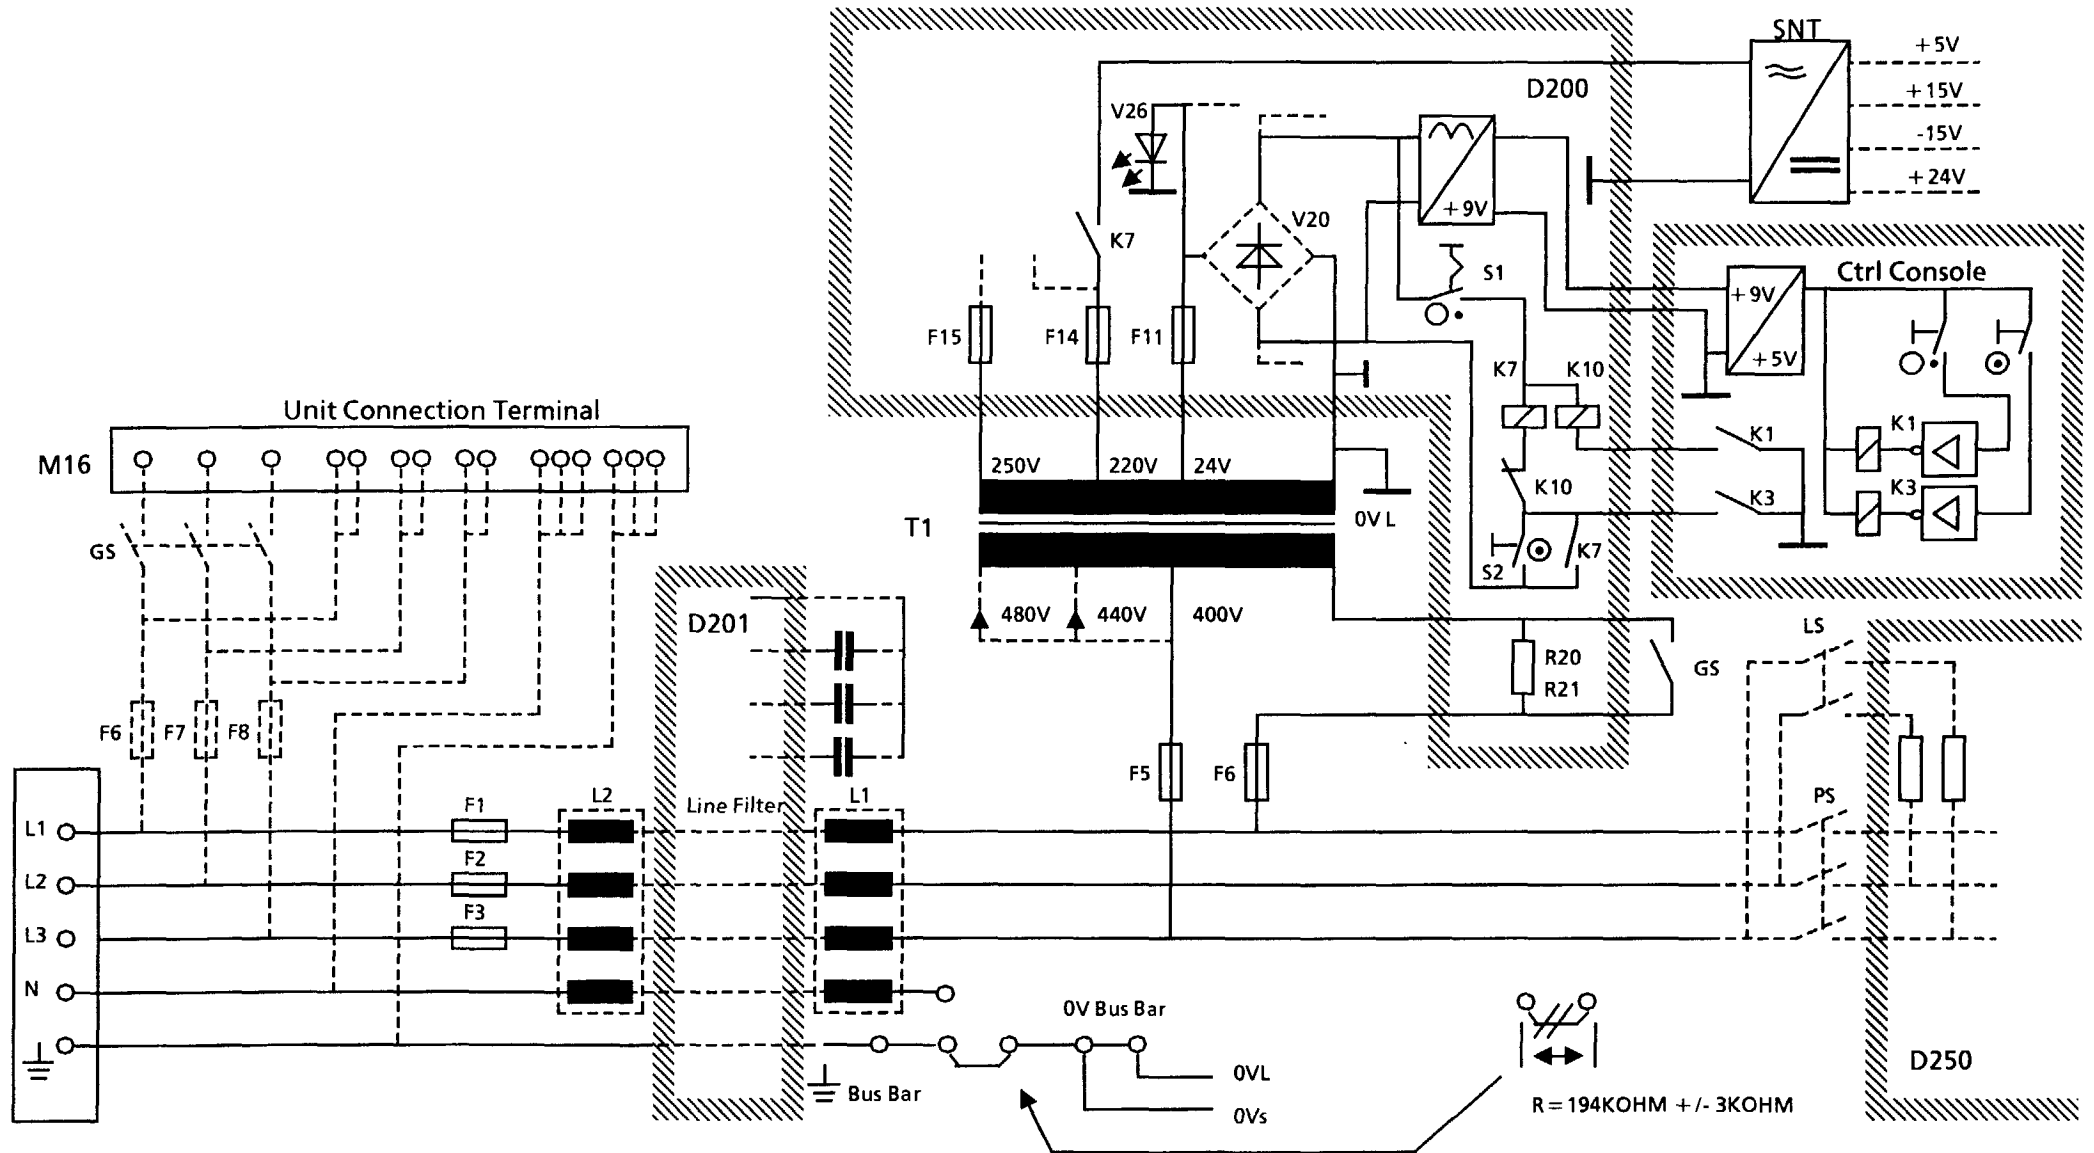 SNT
+5V
+15V
-15V
+24V
D200
V26
K7
V20
+9V
S1
F15
F14
F11
Ctrl Console
+9V
+5V
K7
K10
K1
K3
K1
K3
K10
S2
K7
Unit Connection Terminal
M16
GS
250V
220V
24V
0V L
T1
480V
440V
400V
D201
R20
R21
GS
LS
PS
F6
F7
F8
F5
F6
L1
L2
L3
N
F1
F2
F3
L2
Line Filter
L1
0V Bus Bar
Bus Bar
0VL
0Vs
R = 194KOHM +/- 3KOHM
D250